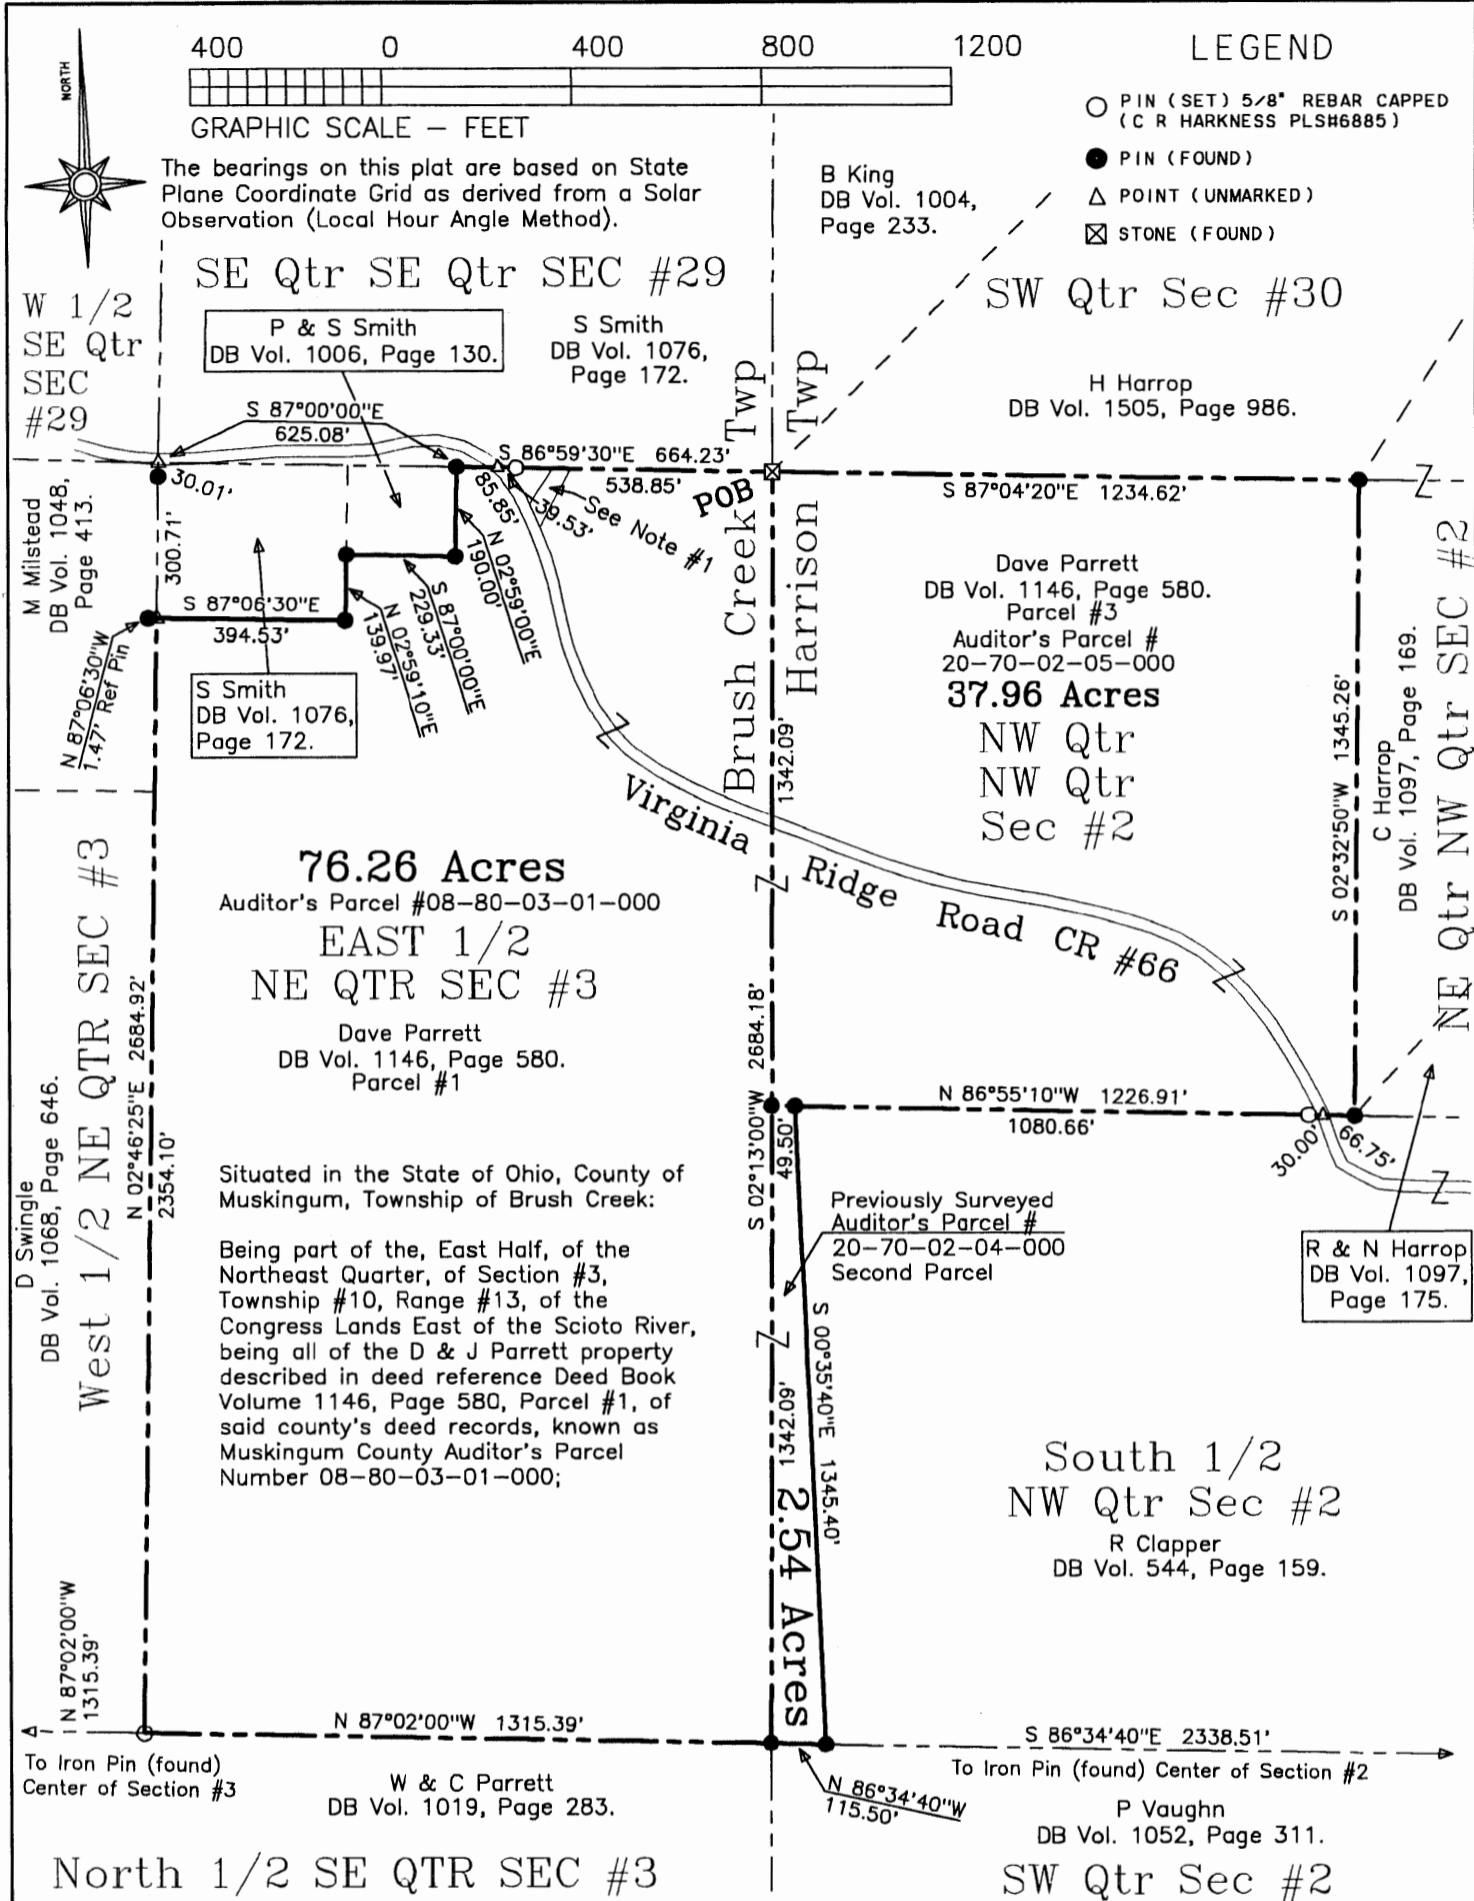 400 0 400 800 1200
GRAPHIC SCALE – FEET
NORTH
The bearings on this plat are based on State
Plane Coordinate Grid as derived from a Solar
Observation (Local Hour Angle Method).
LEGEND
PIN (SET) 5/8" REBAR CAPPED
(C R HARKNESS PLS#6885)
PIN (FOUND)
POINT (UNMARKED)
STONE (FOUND)
B King
DB Vol. 1004,
Page 233.
SE Qtr SE Qtr SEC #29
SW Qtr Sec #30
W 1/2
SE Qtr
SEC
#29
P & S Smith
DB Vol. 1006, Page 130.
S Smith
DB Vol. 1076,
Page 172.
H Harrop
DB Vol. 1505, Page 986.
Brush Creek Twp
Harrison Twp
S 87°00'00"E
625.08'
S 86°59'30"E 664.23'
538.85'
POB
S 87°04'20"E 1234.62'
30.01'
85.85'
39.53'
See Note #1
M Milstead
DB Vol. 1048,
Page 413.
300.71'
S 87°06'30"E
394.53'
N 02°59'00"E
190.00'
S 87°00'00"E
229.33'
N 02°59'10"E
139.97'
N 87°06'30"W
1.47' Ref Pin
S Smith
DB Vol. 1076,
Page 172.
Dave Parrett
DB Vol. 1146, Page 580.
Parcel #3
Auditor's Parcel #
20-70-02-05-000
37.96 Acres
NW Qtr
NW Qtr
Sec #2
1342.09'
S 02°32'50"W 1345.26'
C Harrop
DB Vol. 1097, Page 169.
NE Qtr NW Qtr SEC #2
Virginia Ridge Road CR #66
76.26 Acres
Auditor's Parcel #08-80-03-01-000
EAST 1/2
NE QTR SEC #3
Dave Parrett
DB Vol. 1146, Page 580.
Parcel #1
West 1/2 NE QTR SEC #3
D Swingle
DB Vol. 1068, Page 646.
N 02°46'25"E 2684.92'
2354.10'
S 02°13'00"W 2684.18'
N 86°55'10"W 1226.91'
1080.66'
49.50'
30.00'
66.75'
Situated in the State of Ohio, County of
Muskingum, Township of Brush Creek:
Being part of the, East Half, of the
Northeast Quarter, of Section #3,
Township #10, Range #13, of the
Congress Lands East of the Scioto River,
being all of the D & J Parrett property
described in deed reference Deed Book
Volume 1146, Page 580, Parcel #1, of
said county's deed records, known as
Muskingum County Auditor's Parcel
Number 08-80-03-01-000;
Previously Surveyed
Auditor's Parcel #
20-70-02-04-000
Second Parcel
R & N Harrop
DB Vol. 1097,
Page 175.
S 00°35'40"E 1345.40'
1342.09'
2.54 Acres
South 1/2
NW Qtr Sec #2
R Clapper
DB Vol. 544, Page 159.
N 87°02'00"W
1315.39'
N 87°02'00"W 1315.39'
S 86°34'40"E 2338.51'
To Iron Pin (found)
Center of Section #3
To Iron Pin (found) Center of Section #2
W & C Parrett
DB Vol. 1019, Page 283.
N 86°34'40"W
115.50'
P Vaughn
DB Vol. 1052, Page 311.
North 1/2 SE QTR SEC #3
SW Qtr Sec #2